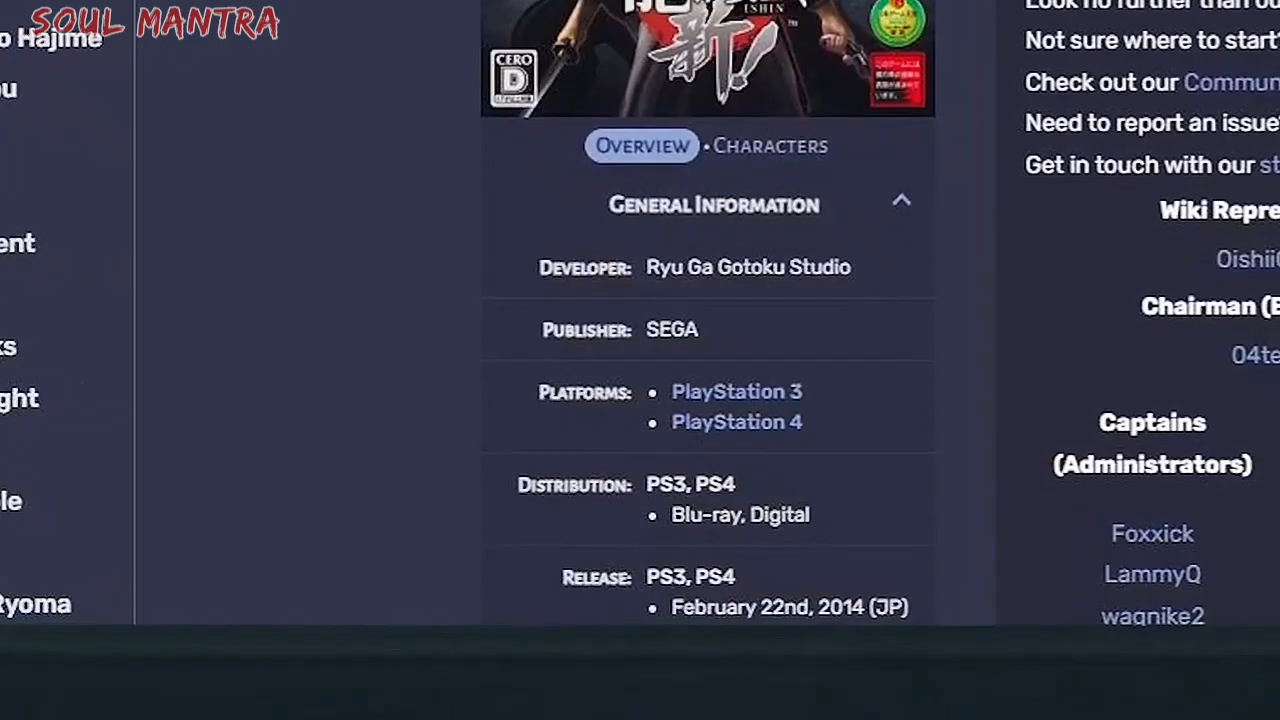 SOUL MANTRA
o Hajime
ou
ent
ks
ght
le
Ryoma
新!
ISHIN
TM
CERO
D
OVERVIEW • CHARACTERS
GENERAL INFORMATION
DEVELOPER: Ryu Ga Gotoku Studio
PUBLISHER: SEGA
PLATFORMS: • PlayStation 3
• PlayStation 4
DISTRIBUTION: PS3, PS4
• Blu-ray, Digital
RELEASE: PS3, PS4
• February 22nd, 2014 (JP)
Look no further than ou
Not sure where to start?
Check out our Commun
Need to report an issue?
Get in touch with our st
Wiki Repre
Oishii
Chairman (
04te
Captains
(Administrators)
Foxxick
LammyQ
wagnike2